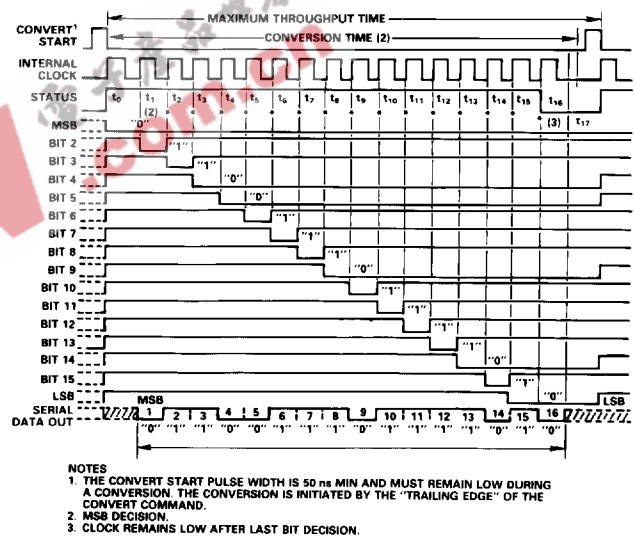 MAXIMUM THROUGHPUT TIME
CONVERT1
START
CONVERSION TIME (2)
INTERNAL
CLOCK
STATUS t0 t1 t2 t3 t4 t5 t6 t7 t8 t9 t10 t11 t12 t13 t14 t15 t16
(2) (3) t17
MSB "0"
BIT 2 "1"
BIT 3 "1"
BIT 4 "0"
BIT 5 "0"
BIT 6 "1"
BIT 7 "1"
BIT 8 "1"
BIT 9 "0"
BIT 10 "1"
BIT 11 "1"
BIT 12 "1"
BIT 13 "1"
BIT 14 "0"
BIT 15 "1"
LSB "0" LSB
MSB
SERIAL
DATA OUT
1 2 3 4 5 6 7 8 9 10 11 12 13 14 15 16
"0" "1" "1" "0" "0" "1" "1" "1" "0" "1" "1" "1" "1" "0" "1" "0"
NOTES
1. THE CONVERT START PULSE WIDTH IS 50 ns MIN AND MUST REMAIN LOW DURING
A CONVERSION. THE CONVERSION IS INITIATED BY THE "TRAILING EDGE" OF THE
CONVERT COMMAND.
2. MSB DECISION.
3. CLOCK REMAINS LOW AFTER LAST BIT DECISION.
.com.cn